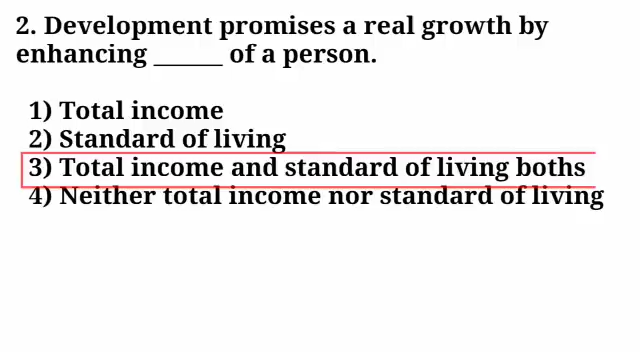 2. Development promises a real growth by
enhancing ______ of a person.
1) Total income
2) Standard of living
3) Total income and standard of living boths
4) Neither total income nor standard of living